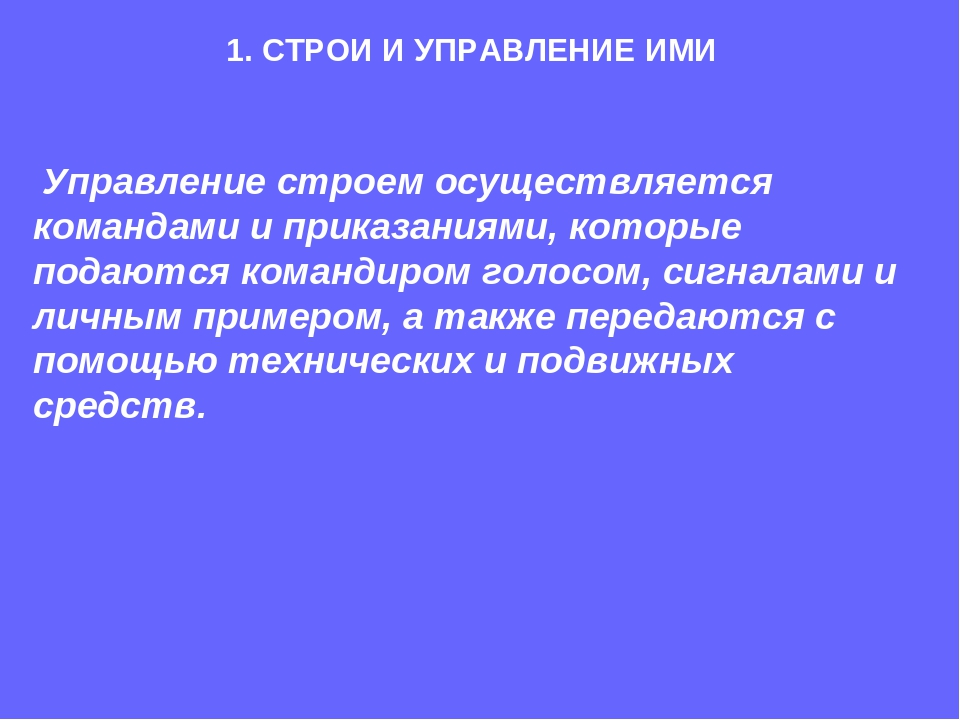 1. СТРОИ И УПРАВЛЕНИЕ ИМИ
Управление строем осуществляется
командами и приказаниями, которые
подаются командиром голосом, сигналами и
личным примером, а также передаются с
помощью технических и подвижных
средств.